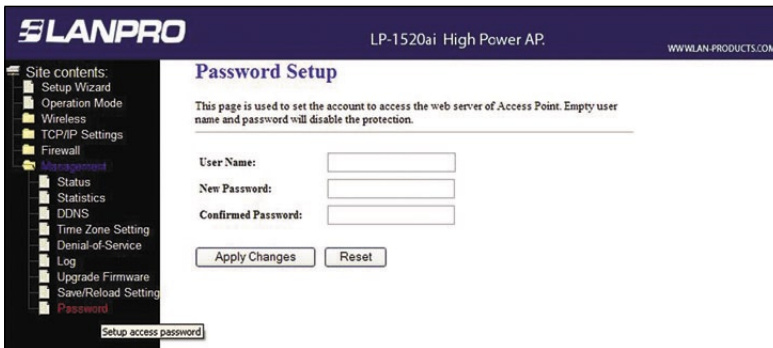 LANPRO
LP-1520ai High Power AP.
WWW.LAN-PRODUCTS.COM
Site contents:
Setup Wizard
Operation Mode
Wireless
TCP/IP Settings
Firewall
Management
Status
Statistics
DDNS
Time Zone Setting
Denial-of-Service
Log
Upgrade Firmware
Save/Reload Setting
Password
Setup access password
Password Setup
This page is used to set the account to access the web server of Access Point. Empty user
name and password will disable the protection.
User Name:
New Password:
Confirmed Password:
Apply Changes
Reset